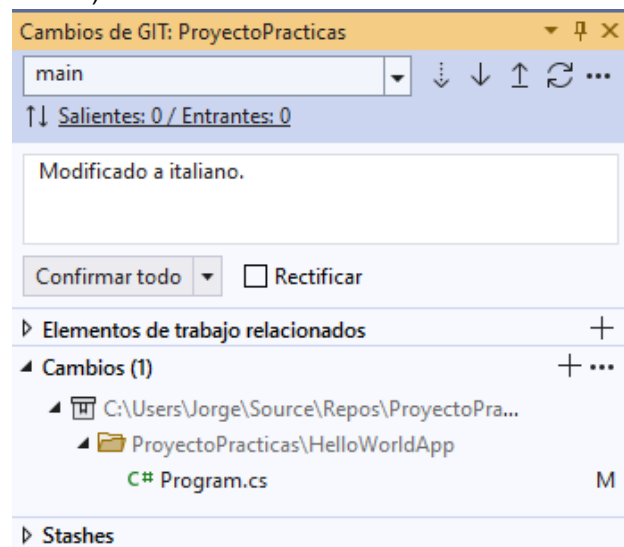 Cambios de GIT: ProyectoPracticas
main
Salientes: 0 / Entrantes: 0
Modificado a italiano.
Confirmar todo Rectificar
Elementos de trabajo relacionados
Cambios (1)
C:\Users\Jorge\Source\Repos\ProyectoPra...
ProyectoPracticas\HelloWorldApp
C# Program.cs M
Stashes